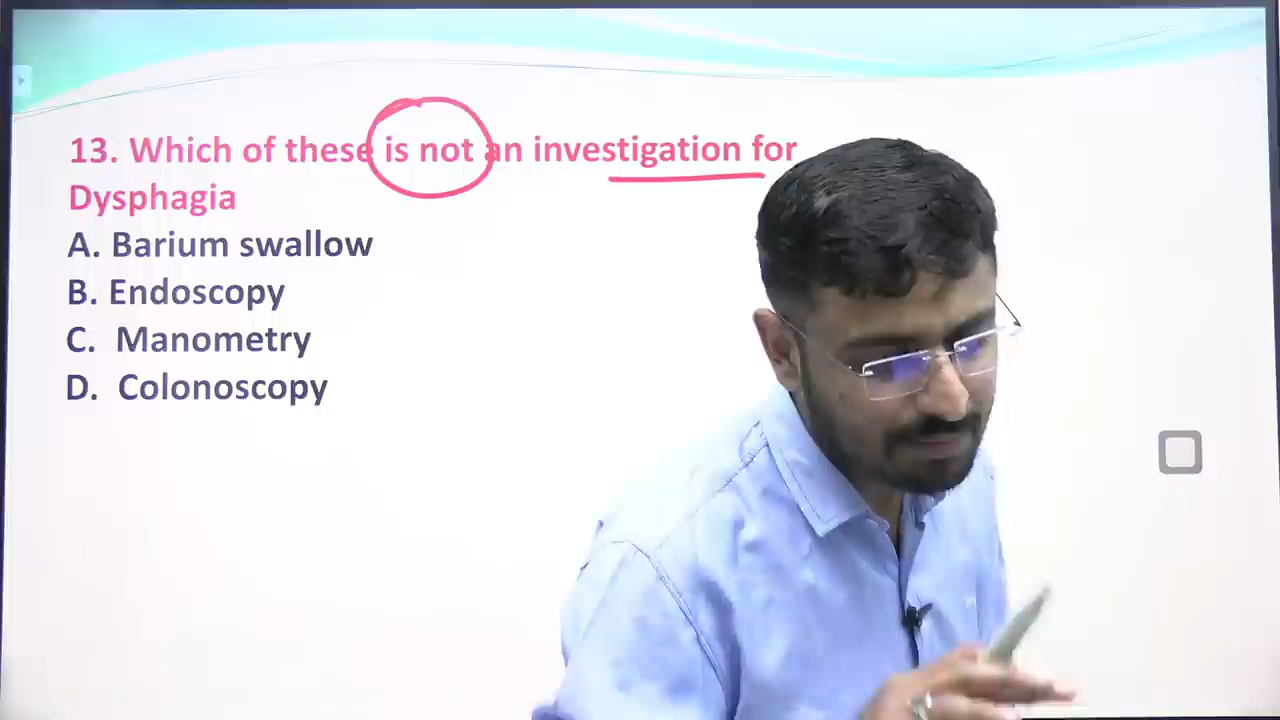 13. Which of these is not an investigation for
Dysphagia
A. Barium swallow
B. Endoscopy
C. Manometry
D. Colonoscopy